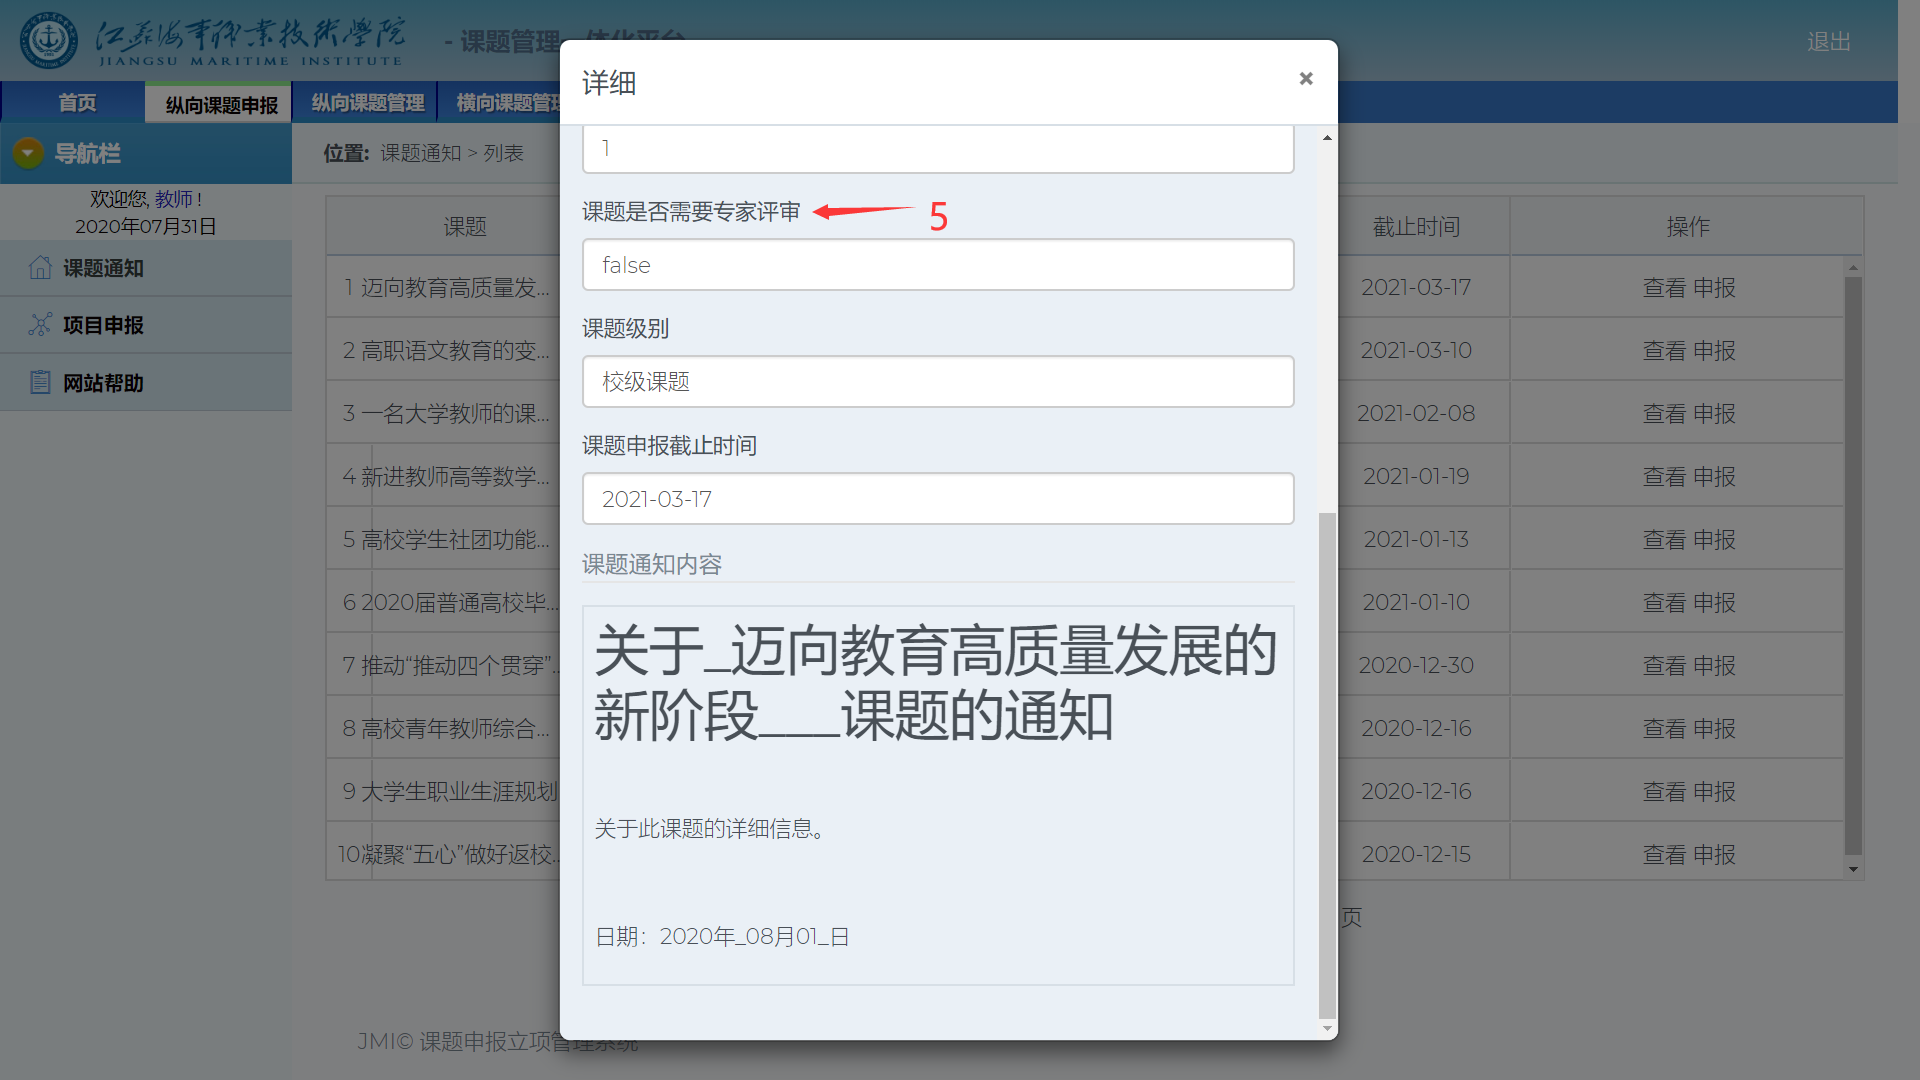 江苏海事职业技术学院
JIANGSU MARITIME INSTITUTE
- 课题管理一体化平台
退出
首页
纵向课题申报
纵向课题管理
横向课题管理
导航栏
欢迎您, 教师 !
2020年07月31日
课题通知
项目申报
网站帮助
位置: 课题通知 > 列表
课题
截止时间
操作
1 迈向教育高质量发...
2021-03-17
查看 申报
2 高职语文教育的变...
2021-03-10
查看 申报
3 一名大学教师的课...
2021-02-08
查看 申报
4 新进教师高等数学...
2021-01-19
查看 申报
5 高校学生社团功能...
2021-01-13
查看 申报
6 2020届普通高校毕...
2021-01-10
查看 申报
7 推动“推动四个贯穿”..
2020-12-30
查看 申报
8 高校青年教师综合...
2020-12-16
查看 申报
9 大学生职业生涯规划
2020-12-16
查看 申报
10凝聚“五心”做好返校..
2020-12-15
查看 申报
页
JMI© 课题申报立项管理系统
详细
×
1
课题是否需要专家评审
5
false
课题级别
校级课题
课题申报截止时间
2021-03-17
课题通知内容
关于_迈向教育高质量发展的
新阶段___课题的通知
关于此课题的详细信息。
日期：2020年_08月01_日